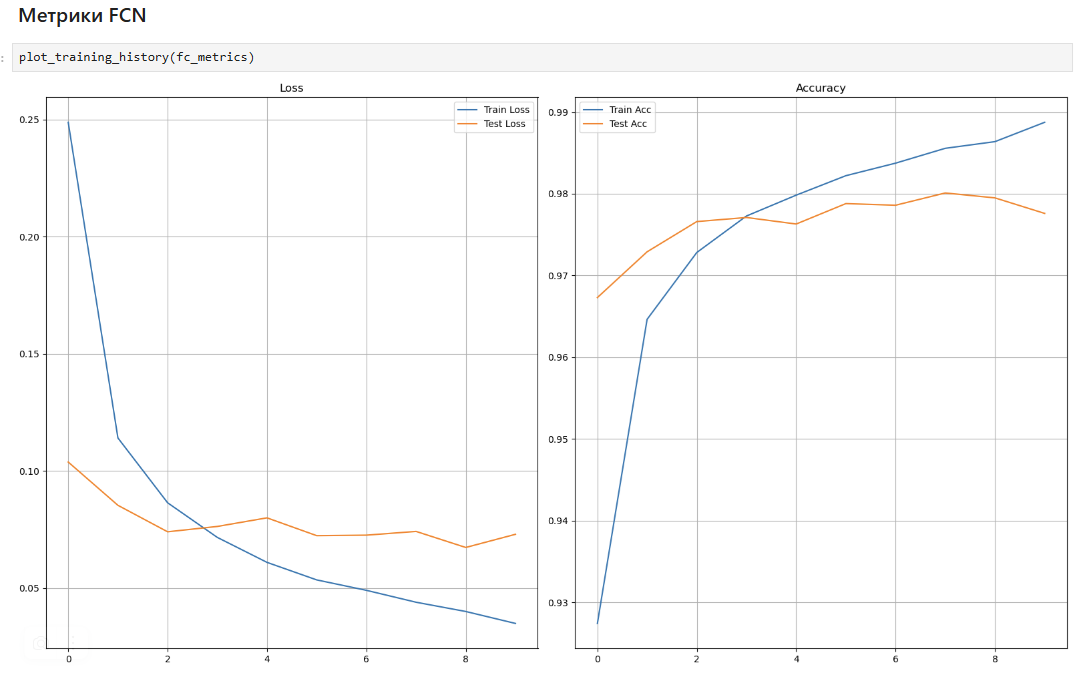 Метрики FCN
: plot_training_history(fc_metrics)
Loss
Train Loss
Test Loss
0.25
0.20
0.15
0.10
0.05
0 2 4 6 8
Accuracy
Train Acc
Test Acc
0.99
0.98
0.97
0.96
0.95
0.94
0.93
0 2 4 6 8